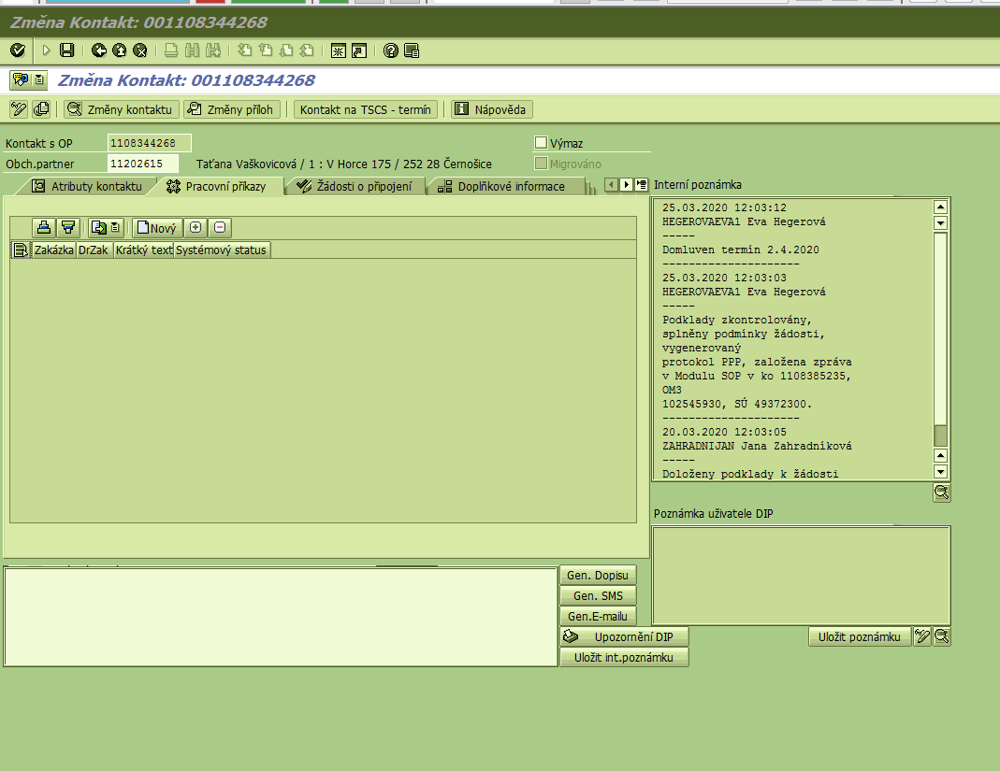 Změna Kontakt: 001108344268
Změna Kontakt: 001108344268
Změny kontaktu
Změny příloh
Kontakt na TSCS - termín
Nápověda
Kontakt s OP
1108344268
Výmaz
Obch.partner
11202615
Taťana Vaškovicová / 1 : V Horce 175 / 252 28 Černošice
Migrováno
Atributy kontaktu
Pracovní příkazy
Žádosti o připojení
Doplňkové informace
Interní poznámka
Nový
Zakázka
DrZak
Krátký text
Systémový status
25.03.2020 12:03:12
HEGEROVAEVA1 Eva Hegerová
-----
Domluven termín 2.4.2020
---------------------
25.03.2020 12:03:03
HEGEROVAEVA1 Eva Hegerová
-----
Podklady zkontrolovány,
splněny podmínky žádosti,
vygenerovaný
protokol PPP, založena zpráva
v Modulu SOP v ko 1108385235,
OM3
102545930, SÚ 49372300.
---------------------
20.03.2020 12:03:05
ZAHRADNIJAN Jana Zahradníková
-----
Doloženy podklady k žádosti
Poznámka uživatele DIP
Gen. Dopisu
Gen. SMS
Gen.E-mailu
Upozornění DIP
Uložit int.poznámku
Uložit poznámku